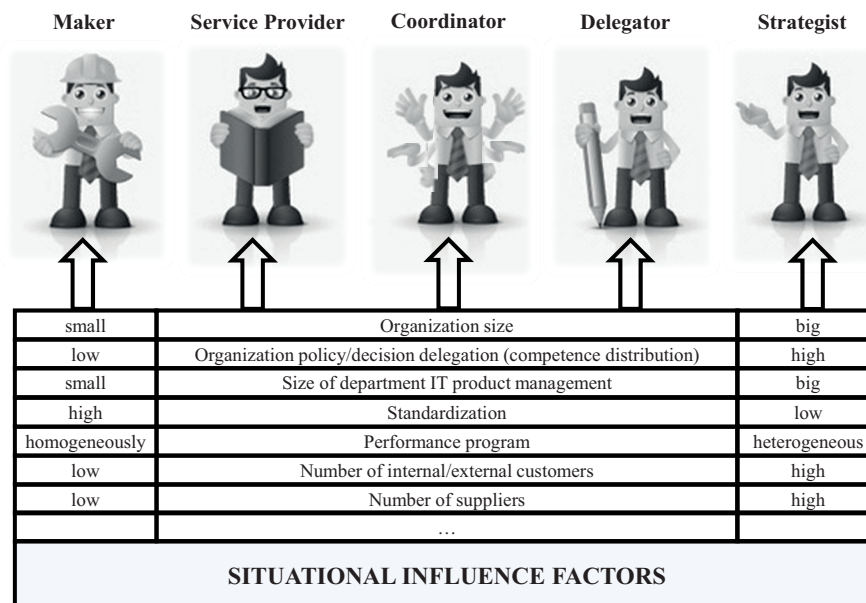 Maker Service Provider Coordinator Delegator Strategist
small Organization size big
low Organization policy/decision delegation (competence distribution) high
small Size of department IT product management big
high Standardization low
homogeneously Performance program heterogeneous
low Number of internal/external customers high
low Number of suppliers high
…
SITUATIONAL INFLUENCE FACTORS